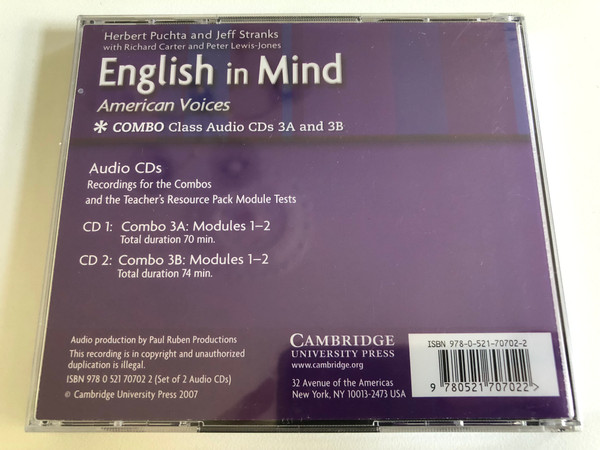 Herbert Puchta and Jeff Stranks
with Richard Carter and Peter Lewis-Jones
English in Mind
American Voices
* COMBO Class Audio CDs 3A and 3B
Audio CDs
Recordings for the Combos
and the Teacher's Resource Pack Module Tests
CD 1: Combo 3A: Modules 1–2
Total duration 70 min.
CD 2: Combo 3B: Modules 1–2
Total duration 74 min.
Audio production by Paul Ruben Productions
This recording is in copyright and unauthorized
duplication is illegal.
ISBN 978 0 521 70702 2 (Set of 2 Audio CDs)
© Cambridge University Press 2007
CAMBRIDGE
UNIVERSITY PRESS
www.cambridge.org
32 Avenue of the Americas
New York, NY 10013-2473 USA
ISBN 978-0-521-70702-2
9 780521 707022 >